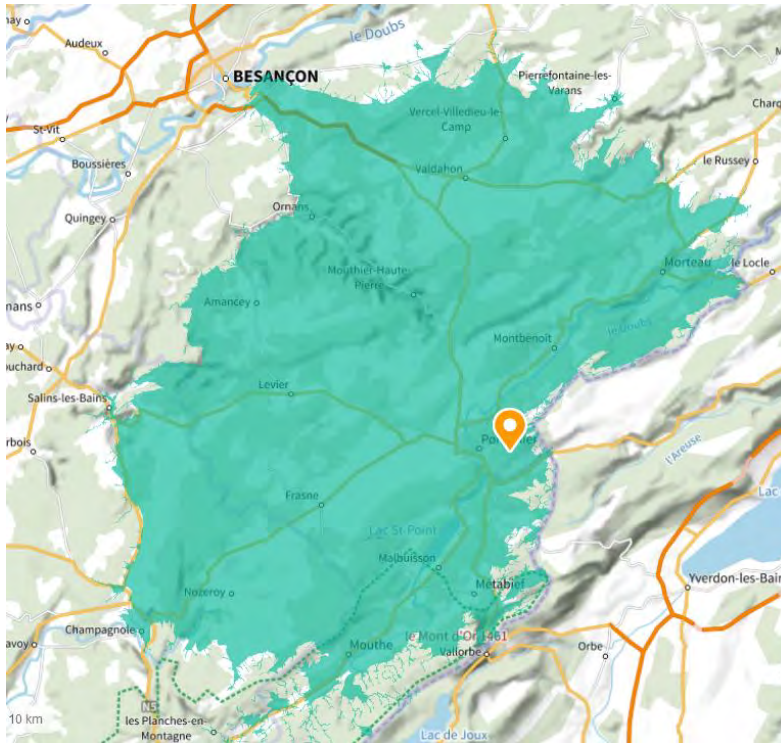 nay
le Doubs
Audeux
BESANÇON
Pierrefontaine-les-
Varans
Vercel-Villedieu-le-
Camp
St-Vit
Boussières
Valdahon
le Russey
Quingey
Ornans
Morteau
le Locle
Mouthier-Haute-
Pierre
mans
Amancey
le Doubs
Montbenoît
ay
ouchard
Levier
Salins-les-Bains
rbois
l'Areuse
Frasne
Lac
Lac St-Point
Malbuisson
Métabief
Yverdon-les-Bain
Nozeroy
Champagnole
le Mont d'Or 1461
avoy
Mouthe
Vallorbe
Orbe
N5
10 km
les Planches-en-
Montagne
Lac de Joux